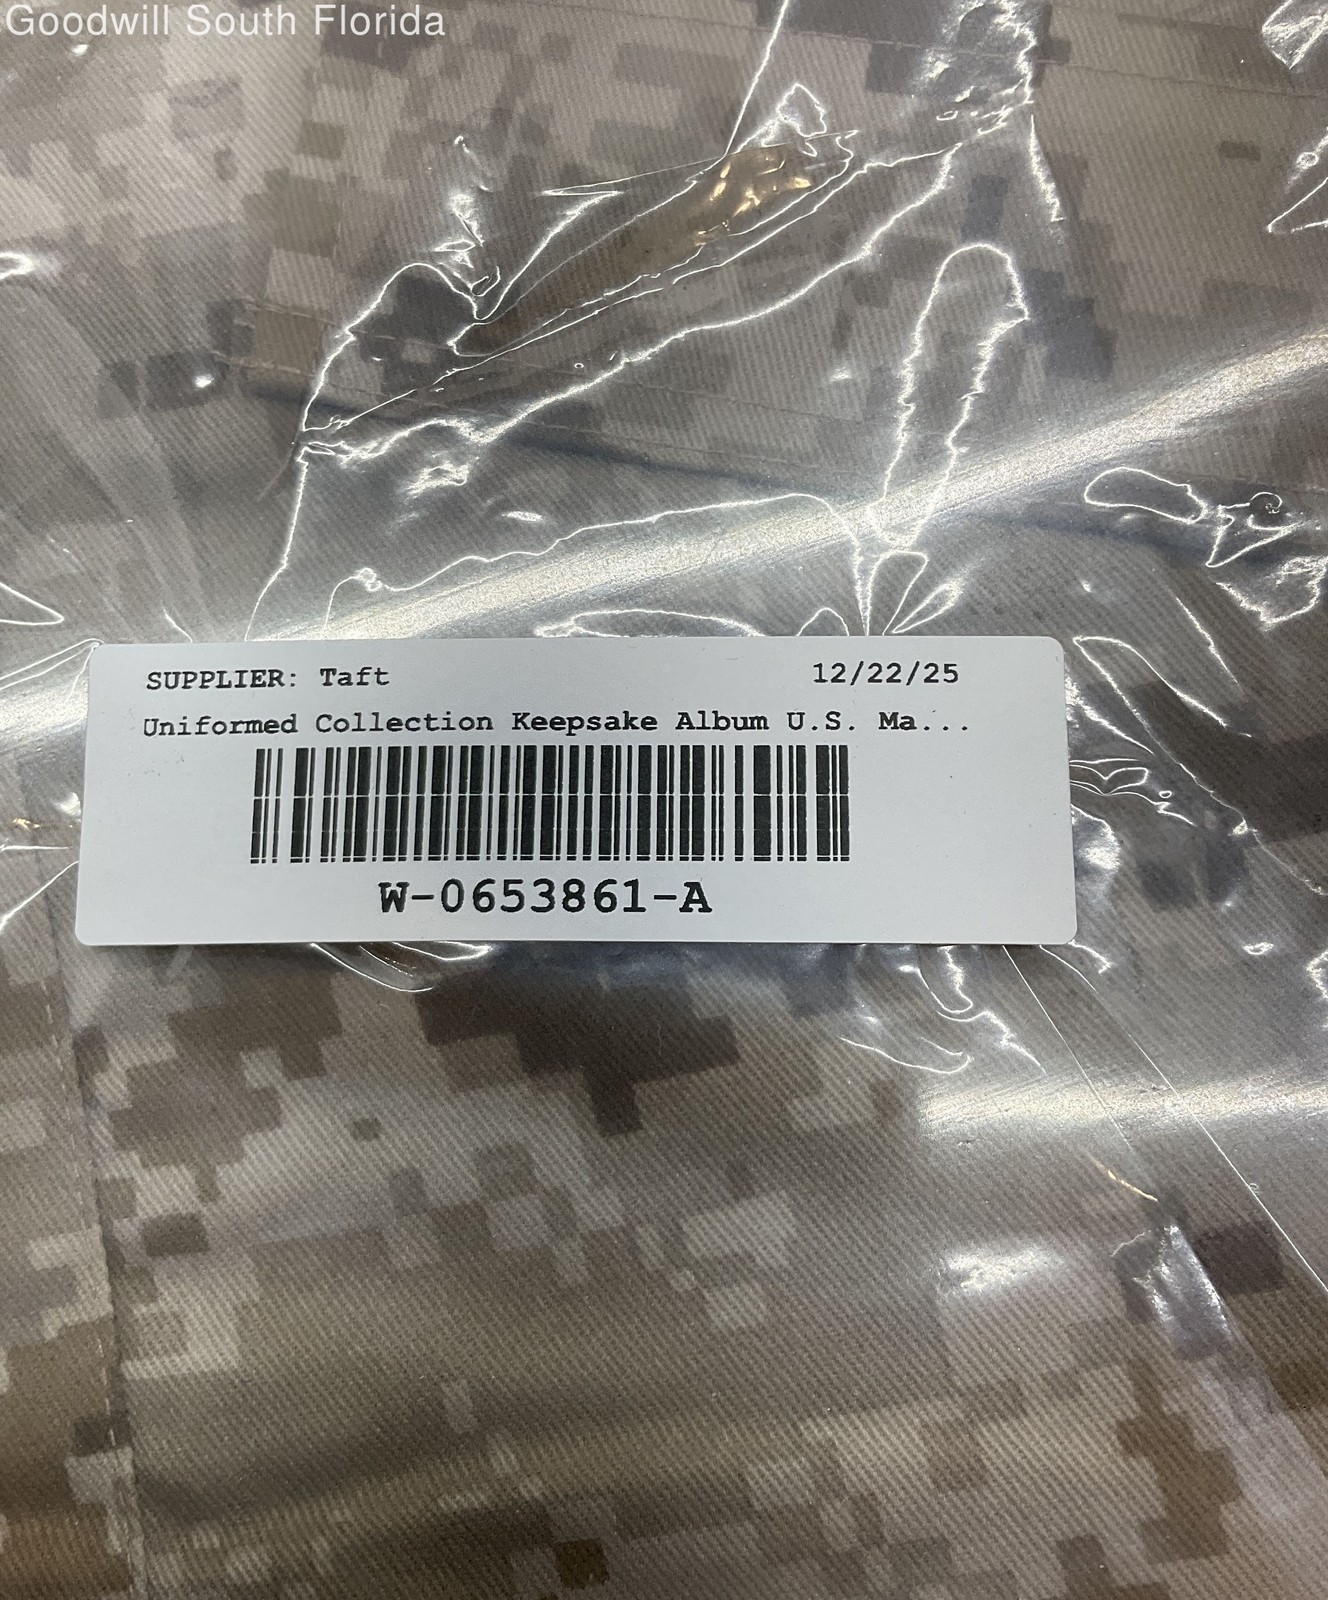 Goodwill South Florida
SUPPLIER: Taft 12/22/25
Uniformed Collection Keepsake Album U.S. Ma...
W-0653861-A